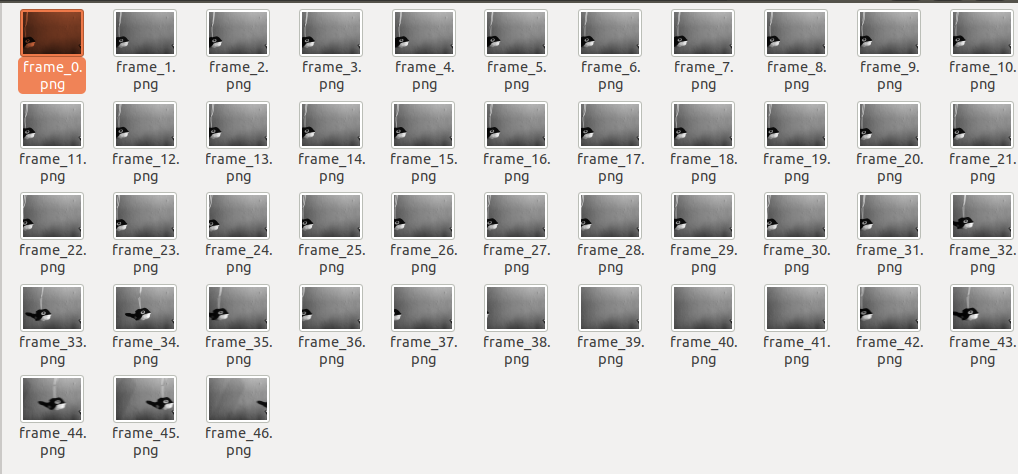 frame_0. frame_1. frame_2. frame_3. frame_4. frame_5. frame_6. frame_7. frame_8. frame_9. frame_10.
png png png png png png png png png png png
frame_11. frame_12. frame_13. frame_14. frame_15. frame_16. frame_17. frame_18. frame_19. frame_20. frame_21.
png png png png png png png png png png png
frame_22. frame_23. frame_24. frame_25. frame_26. frame_27. frame_28. frame_29. frame_30. frame_31. frame_32.
png png png png png png png png png png png
frame_33. frame_34. frame_35. frame_36. frame_37. frame_38. frame_39. frame_40. frame_41. frame_42. frame_43.
png png png png png png png png png png png
frame_44. frame_45. frame_46.
png png png